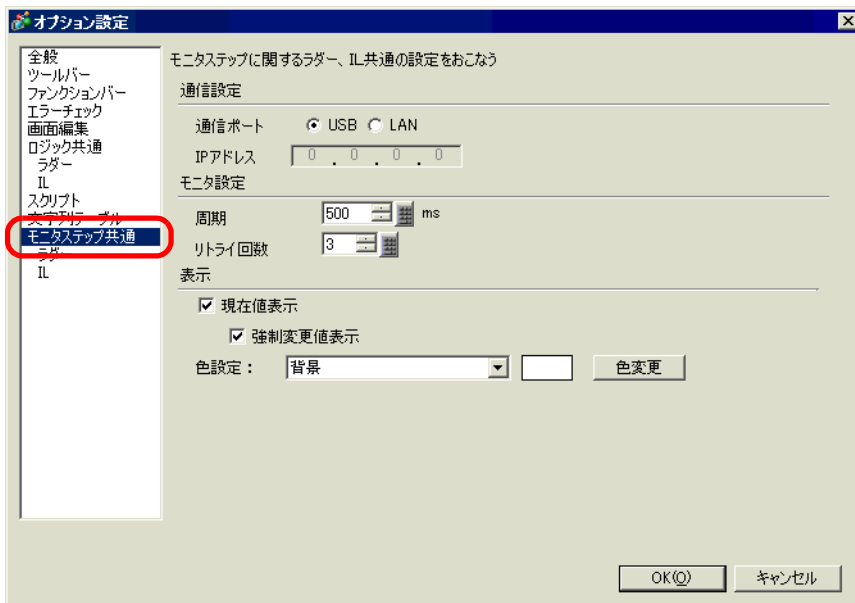 オプション設定
全般
ツールバー
ファンクションバー
エラーチェック
画面編集
ロジック共通
ラダー
IL
スクリプト
文字列テーブル
モニタステップ共通
ラダー
IL
モニタステップに関するラダー、IL共通の設定をおこなう
通信設定
通信ポート USB LAN
IPアドレス 0 . 0 . 0 . 0
モニタ設定
周期 500 ms
リトライ回数 3
表示
現在値表示
強制変更値表示
色設定： 背景 色変更
OK(O) キャンセル